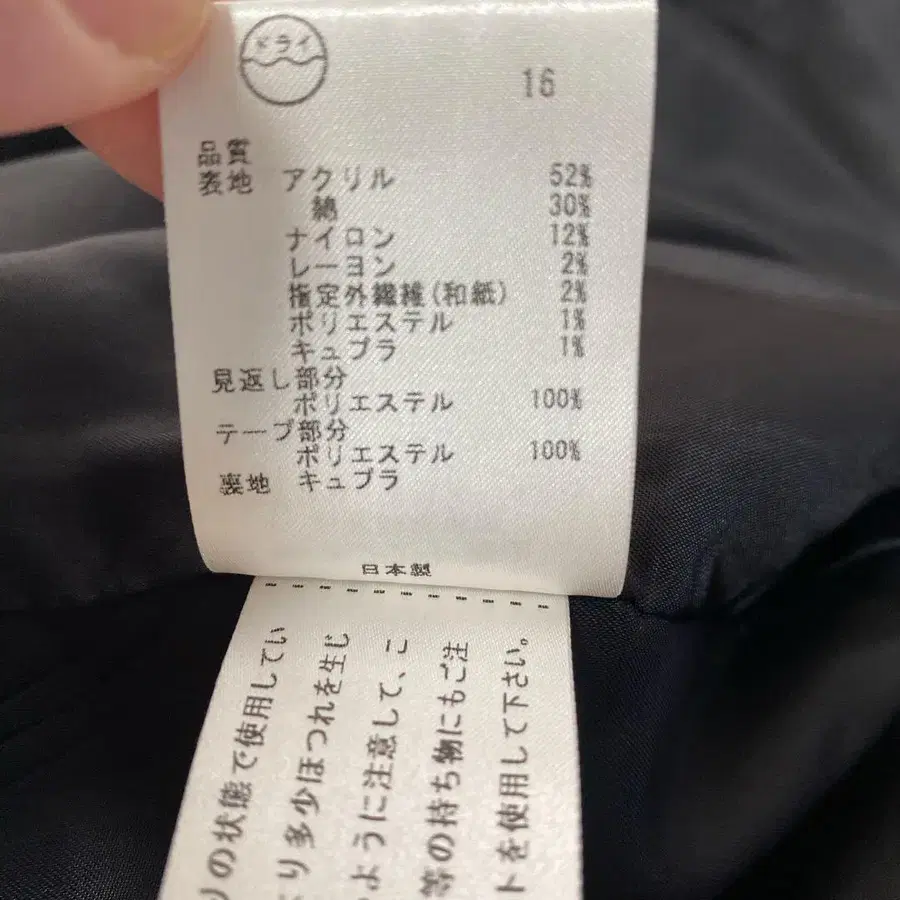 ドライ
16
品質
表地 アクリル 52%
綿 30%
ナイロン 12%
レーヨン 2%
指定外繊維(和紙) 2%
ポリエステル 1%
キュプラ 1%
見返し部分
ポリエステル 100%
テープ部分
ポリエステル 100%
裏地 キュプラ
日本製
トを使用して下さい。
等の持ち物にもご注
ように注意して、こ
り多少ほつれを生じ
りの状態で使用してい